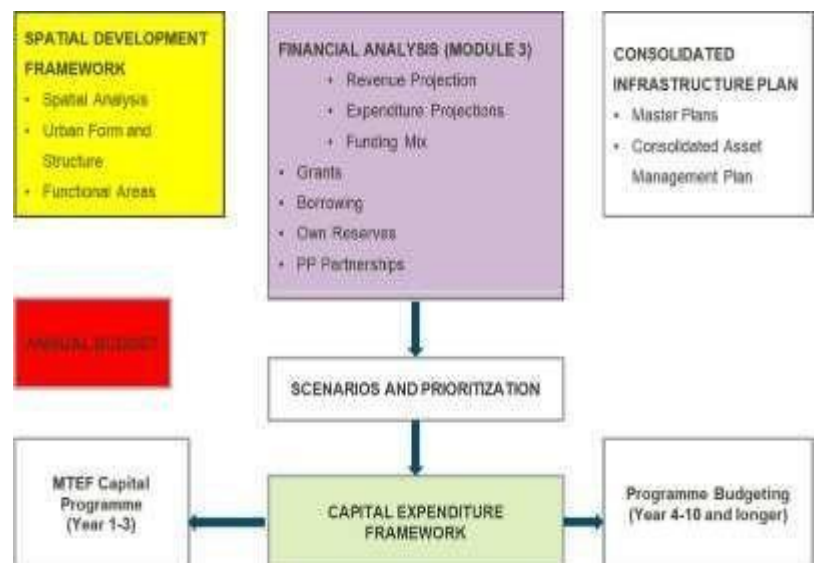 SPATIAL DEVELOPMENT
FRAMEWORK
• Spatial Analysis
• Urban Form and
Structure
• Functional Areas
FINANCIAL ANALYSIS (MODULE 3)
• Revenue Projection
• Expenditure Projections
• Funding Mix
• Grants
• Borrowing
• Own Reserves
• PP Partnerships
CONSOLIDATED
INFRASTRUCTURE PLAN
• Master Plans
• Consolidated Asset
Management Plan
ANNUAL BUDGET
SCENARIOS AND PRIORITIZATION
MTEF Capital
Programme
(Year 1-3)
CAPITAL EXPENDITURE
FRAMEWORK
Programme Budgeting
(Year 4-10 and longer)